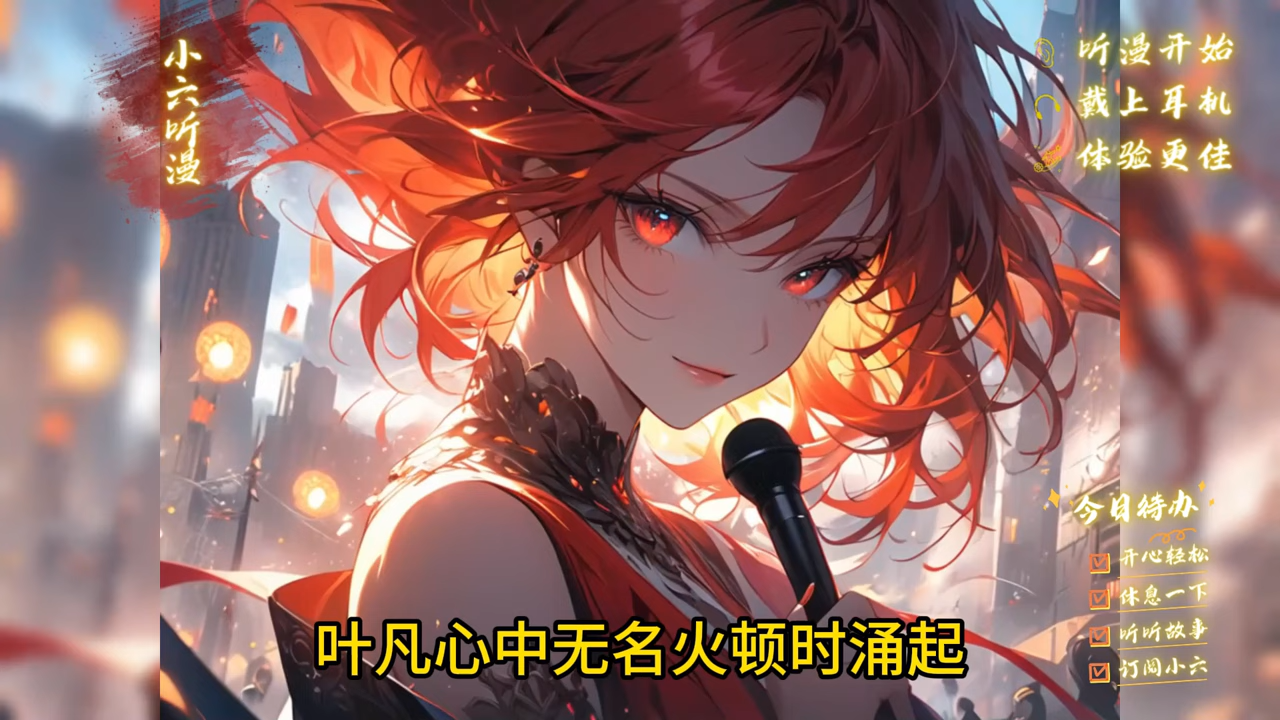 小六听漫
听漫开始
戴上耳机
体验更佳
今日待办
开心轻松
休息一下
听听故事
订阅小六
叶凡心中无名火顿时涌起